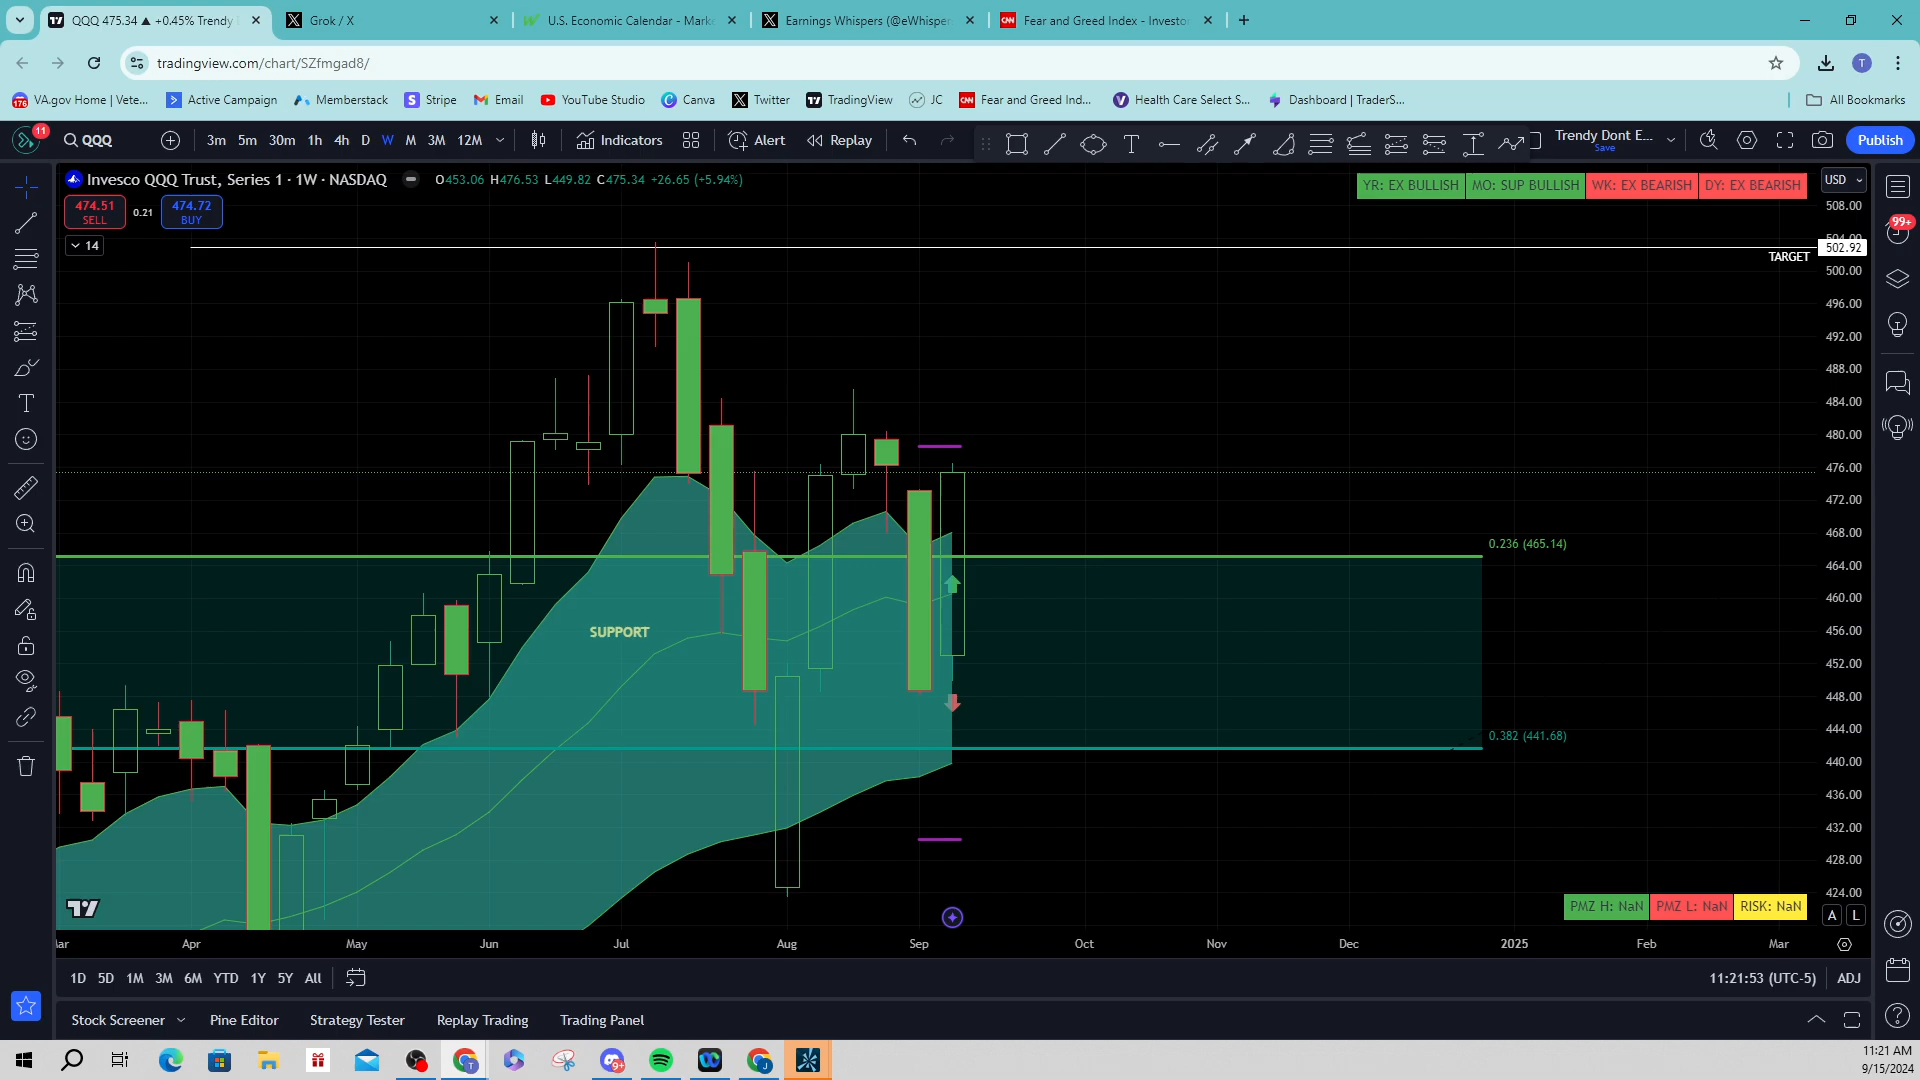 QQQ 475.34 ▲ +0.45% Trendy
Grok / X
U.S. Economic Calendar - Mark
Earnings Whispers (@eWhisper
Fear and Greed Index - Investo
tradingview.com/chart/SZfmgad8/
VA.gov Home | Vete...
Active Campaign
Memberstack
Stripe
Email
YouTube Studio
Canva
Twitter
TradingView
JC
Fear and Greed Ind...
Health Care Select S...
Dashboard | TraderS...
All Bookmarks
11
QQQ
3m 5m 30m 1h 4h D W M 3M 12M
Indicators
Alert
Replay
Trendy Dont E...
Save
Publish
Invesco QQQ Trust, Series 1 · 1W · NASDAQ
O453.06 H476.53 L449.82 C475.34 +26.65 (+5.94%)
YR: EX BULLISH MO: SUP BULLISH WK: EX BEARISH DY: EX BEARISH
USD
474.51
SELL
0.21
474.72
BUY
14
99+
508.00
504.00
502.92
TARGET
500.00
496.00
492.00
488.00
484.00
480.00
476.00
472.00
468.00
464.00
460.00
456.00
452.00
448.00
444.00
440.00
436.00
432.00
428.00
424.00
0.236 (465.14)
SUPPORT
0.382 (441.68)
PMZ H: NaN PMZ L: NaN RISK: NaN
A L
Apr May Jun Jul Aug Sep Oct Nov Dec 2025 Feb Mar
1D 5D 1M 3M 6M YTD 1Y 5Y All
11:21:53 (UTC-5) ADJ
Stock Screener Pine Editor Strategy Tester Replay Trading Trading Panel
11:21 AM
9/15/2024